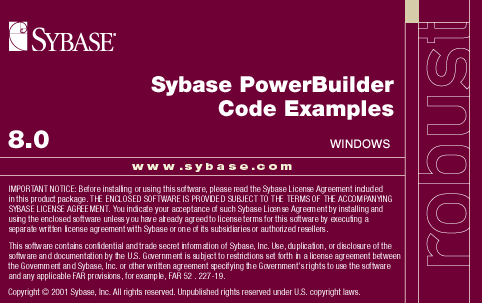 SYBASE®
Sybase PowerBuilder
Code Examples
8.0
WINDOWS
www.sybase.com
IMPORTANT NOTICE: Before installing or using this software, please read the Sybase License Agreement included
in this product package. THE ENCLOSED SOFTWARE IS PROVIDED SUBJECT TO THE TERMS OF THE ACCOMPANYING
SYBASE LICENSE AGREEMENT. You indicate your acceptance of such Sybase License Agreement by installing and
using the enclosed software unless you have already agreed to license terms for this software by executing a
separate written license agreement with Sybase or one of its subsidiaries or authorized resellers.
This software contains confidential and trade secret information of Sybase, Inc. Use, duplication, or disclosure of the
software and documentation by the U.S. Government is subject to restrictions set forth in a license agreement between
the Government and Sybase, Inc. or other written agreement specifying the Government's rights to use the software
and any applicable FAR provisions, for example, FAR 52 . 227-19.
Copyright © 2001 Sybase, Inc. All rights reserved. Unpublished rights reserved under U.S. copyright laws.
robust